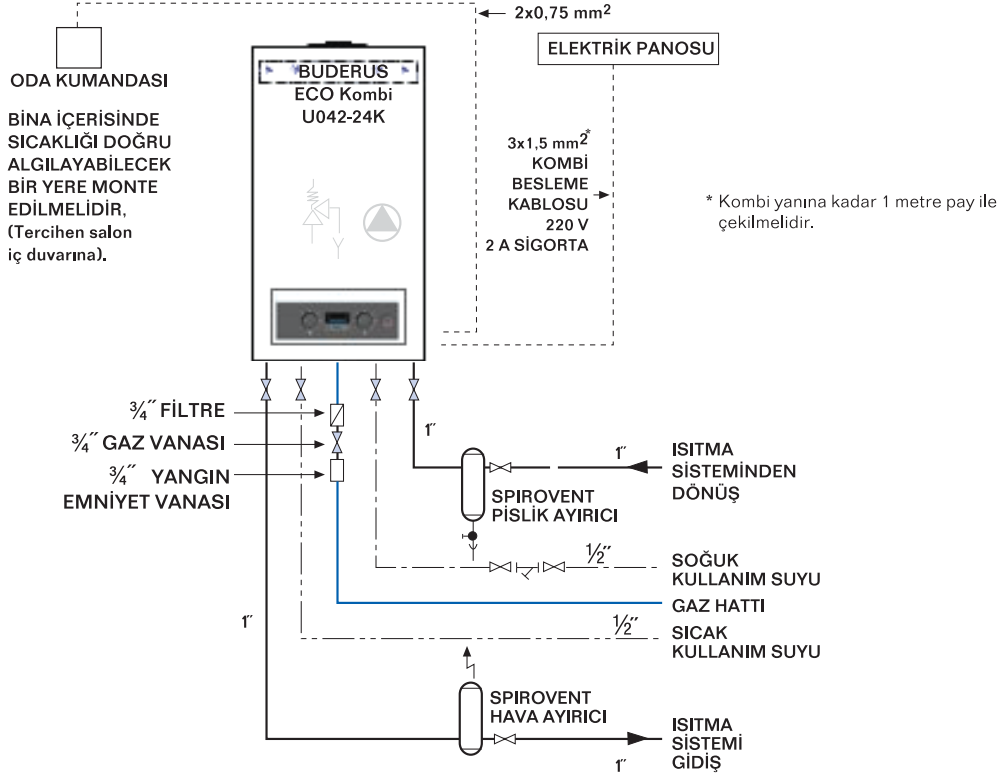 2x0,75 mm²
ELEKTRİK PANOSU
ODA KUMANDASI
BİNA İÇERİSİNDE
SICAKLIĞI DOĞRU
ALGILAYABİLECEK
BİR YERE MONTE
EDİLMELİDİR,
(Tercihen salon
iç duvarına).
BUDERUS
ECO Kombi
U042-24K
3x1,5 mm²*
KOMBİ
BESLEME
KABLOSU
220 V
2 A SİGORTA
* Kombi yanına kadar 1 metre pay ile
çekilmelidir.
¾˝ FİLTRE
¾˝ GAZ VANASI
¾˝ YANGIN
EMNİYET VANASI
1˝
1˝
ISITMA
SİSTEMİNDEN
DÖNÜŞ
SPIROVENT
PİSLİK AYIRICI
½˝
SOĞUK
KULLANIM SUYU
GAZ HATTI
1˝
½˝
SICAK
KULLANIM SUYU
SPIROVENT
HAVA AYIRICI
1˝
ISITMA
SİSTEMİ
GİDİŞ